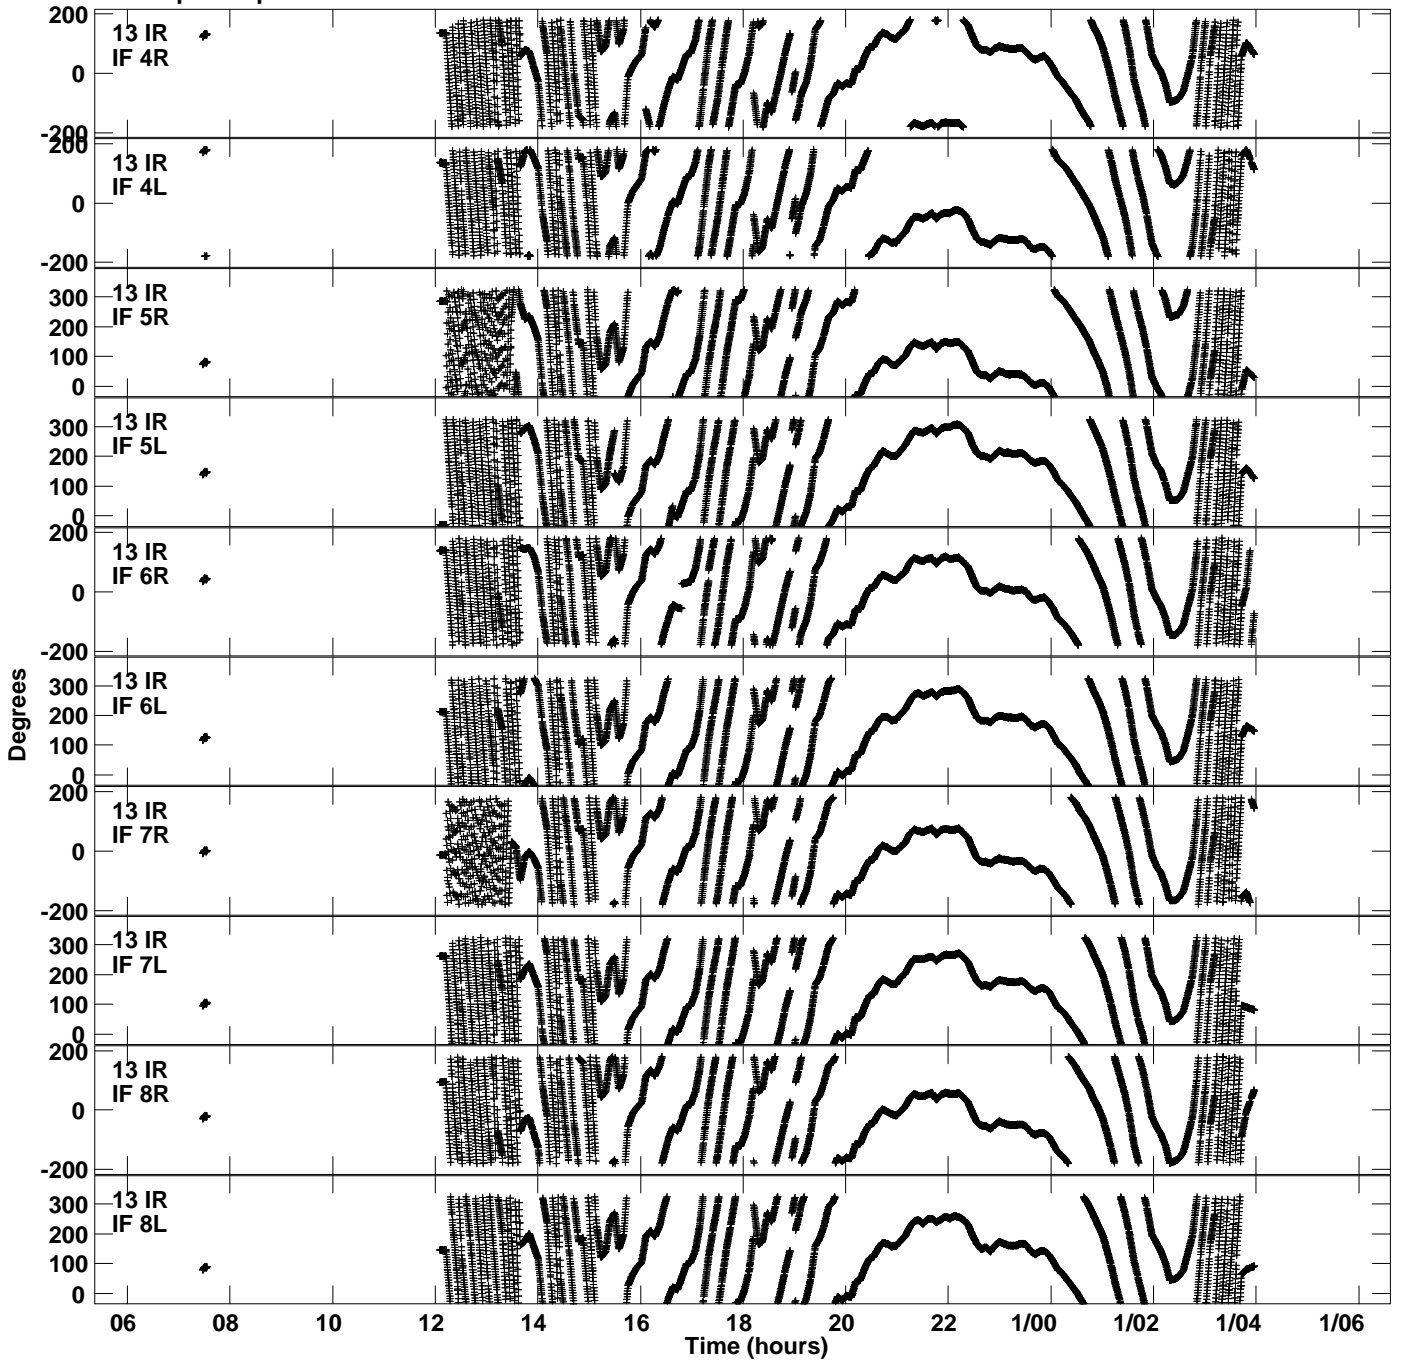 200
13 IR
IF 4R
0
-200
200
13 IR
IF 4L
0
-200
13 IR
IF 5R
300
200
100
0
13 IR
IF 5L
300
200
100
0
200
13 IR
IF 6R
0
-200
13 IR
IF 6L
300
200
100
0
200
13 IR
IF 7R
0
-200
13 IR
IF 7L
300
200
100
0
200
13 IR
IF 8R
0
-200
13 IR
IF 8L
300
200
100
0
Degrees
06 08 10 12 14 16 18 20 22 1/00 1/02 1/04 1/06
Time (hours)